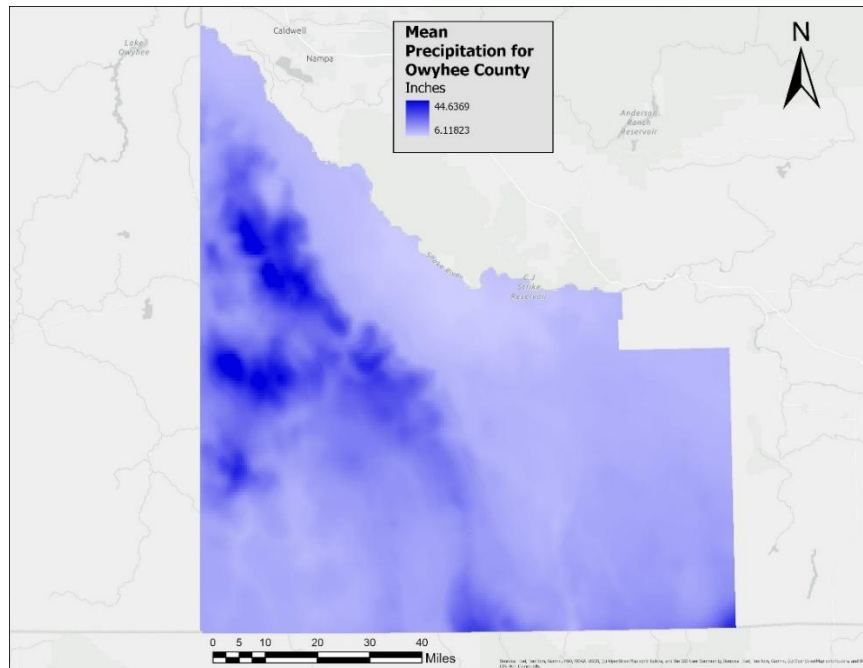 Mean
Precipitation for
Owyhee County
Inches
44.6369
6.11823
N
Lake
Owyhee
Caldwell
Nampa
Anderson
Ranch
Reservoir
Snake River
C J
Strike
Reservoir
0 5 10 20 30 40
Miles